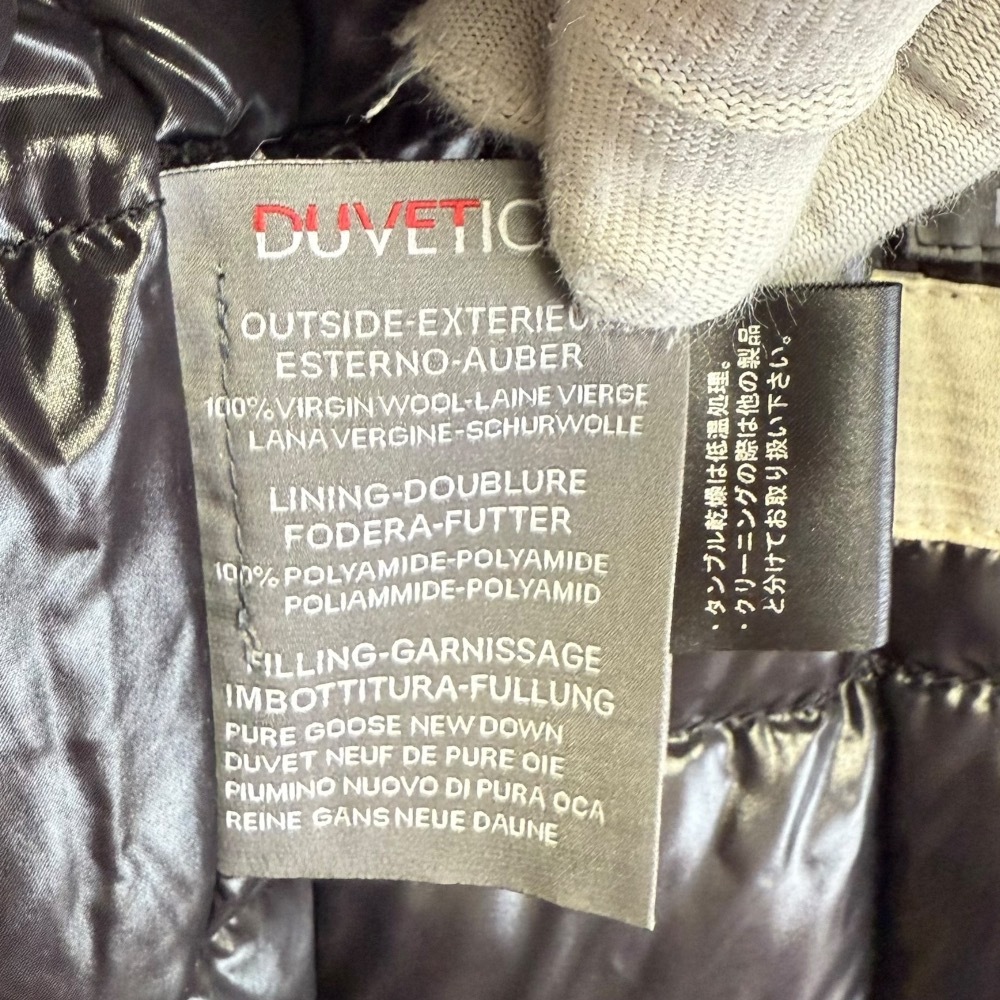 DUVETIC
OUTSIDE-EXTERIEU
ESTERNO-AUBER
100% VIRGIN WOOL-LAINE VIERGE
LANA VERGINE-SCHURWOLLE
LINING-DOUBLURE
FODERA-FUTTER
100% POLYAMIDE-POLYAMIDE
POLIAMMIDE-POLYAMID
FILLING-GARNISSAGE
IMBOTTITURA-FULLUNG
PURE GOOSE NEW DOWN
DUVET NEUF DE PURE OIE
PIUMINO NUOVO DI PURA OCA
REINE GANS NEUE DAUNE
・タンブル乾燥は低温処理。
・クリーニングの際は他の製品
と分けてお取り扱い下さい。